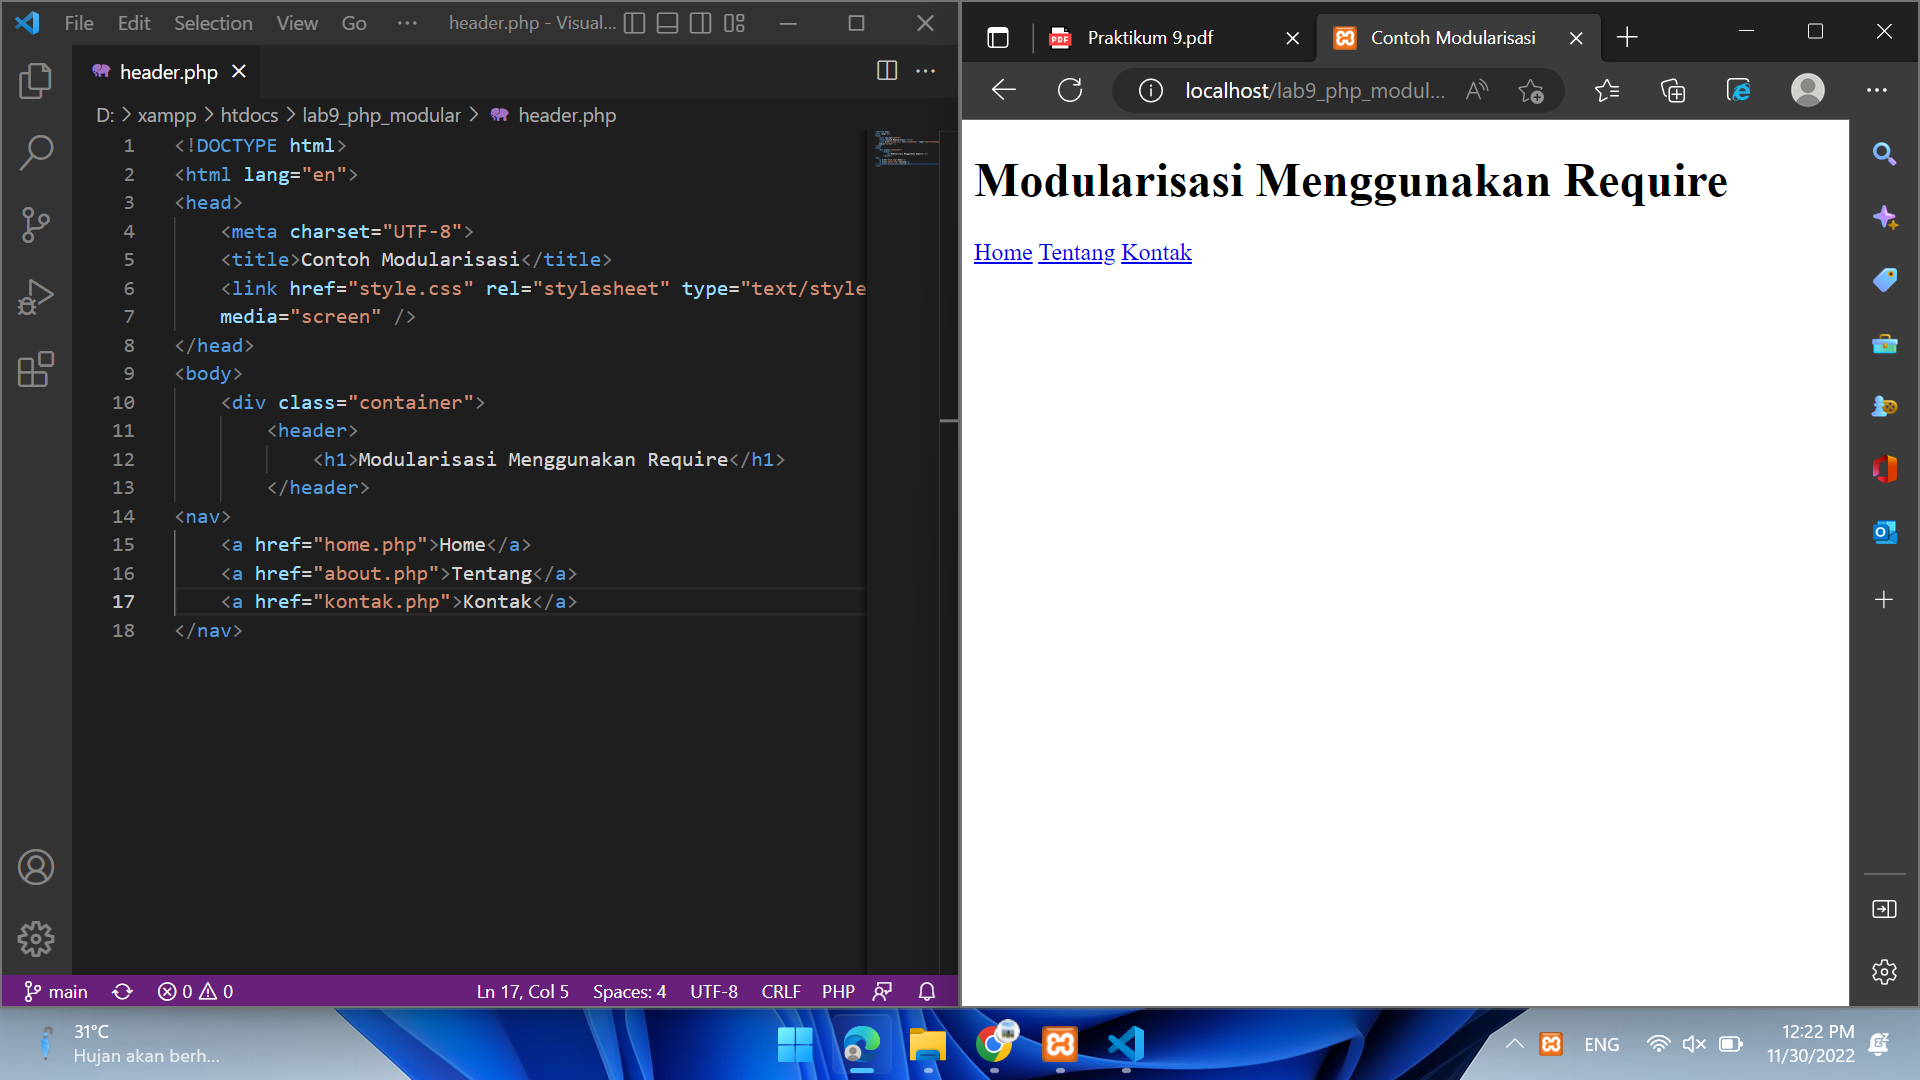 File Edit Selection View Go ··· header.php - Visual...
header.php
D: > xampp > htdocs > lab9_php_modular > header.php
1 <!DOCTYPE html>
2 <html lang="en">
3 <head>
4 <meta charset="UTF-8">
5 <title>Contoh Modularisasi</title>
6 <link href="style.css" rel="stylesheet" type="text/style
7 media="screen" />
8 </head>
9 <body>
10 <div class="container">
11 <header>
12 <h1>Modularisasi Menggunakan Require</h1>
13 </header>
14 <nav>
15 <a href="home.php">Home</a>
16 <a href="about.php">Tentang</a>
17 <a href="kontak.php">Kontak</a>
18 </nav>
main 0 0 Ln 17, Col 5 Spaces: 4 UTF-8 CRLF PHP
PDF Praktikum 9.pdf Contoh Modularisasi
localhost/lab9_php_modul...
Modularisasi Menggunakan Require
Home Tentang Kontak
31°C
Hujan akan berh...
ENG
12:22 PM
11/30/2022